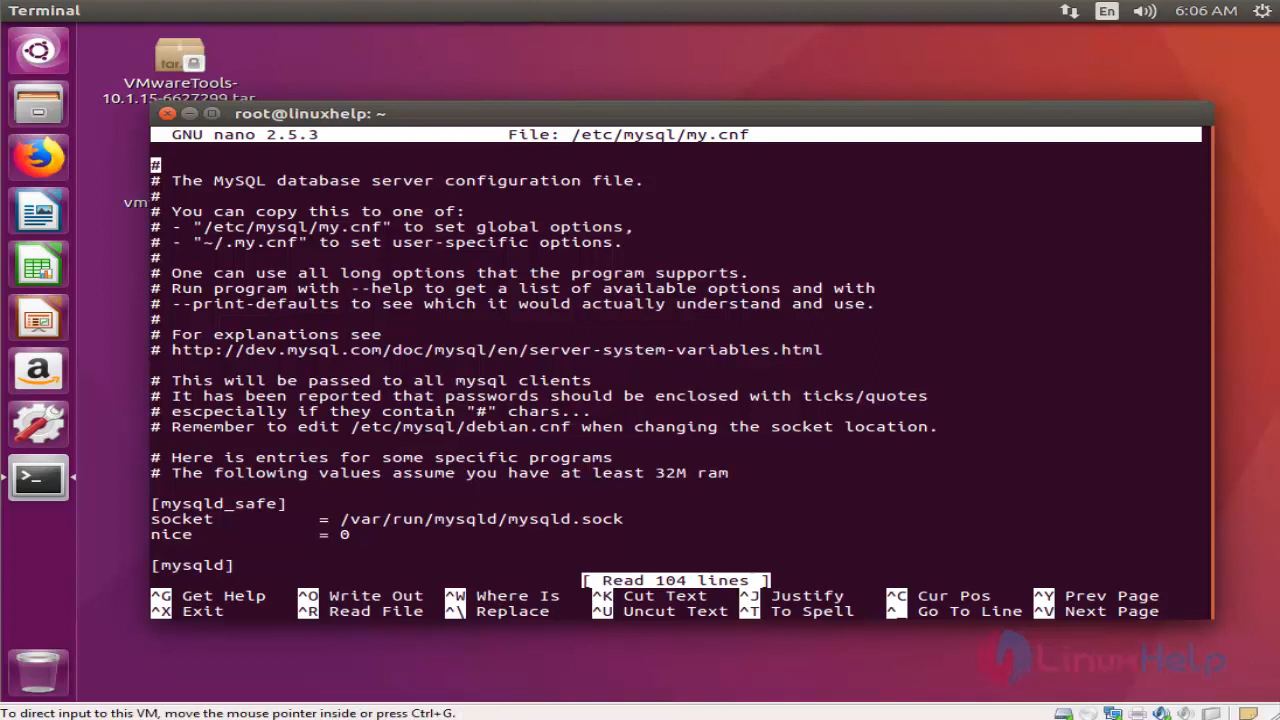 Terminal
En
6:06 AM
tar.
VMwareTools-
10.1.15-6627299.tar
vm
root@linuxhelp: ~
GNU nano 2.5.3 File: /etc/mysql/my.cnf
#
# The MySQL database server configuration file.
#
# You can copy this to one of:
# - "/etc/mysql/my.cnf" to set global options,
# - "~/.my.cnf" to set user-specific options.
#
# One can use all long options that the program supports.
# Run program with --help to get a list of available options and with
# --print-defaults to see which it would actually understand and use.
#
# For explanations see
# http://dev.mysql.com/doc/mysql/en/server-system-variables.html
# This will be passed to all mysql clients
# It has been reported that passwords should be enclosed with ticks/quotes
# escpecially if they contain "#" chars...
# Remember to edit /etc/mysql/debian.cnf when changing the socket location.
# Here is entries for some specific programs
# The following values assume you have at least 32M ram
[mysqld_safe]
socket = /var/run/mysqld/mysqld.sock
nice = 0
[mysqld]
[ Read 104 lines ]
^G Get Help ^O Write Out ^W Where Is ^K Cut Text ^J Justify ^C Cur Pos ^Y Prev Page
^X Exit ^R Read File ^\ Replace ^U Uncut Text ^T To Spell ^_ Go To Line ^V Next Page
LinuxHelp
To direct input to this VM, move the mouse pointer inside or press Ctrl+G.